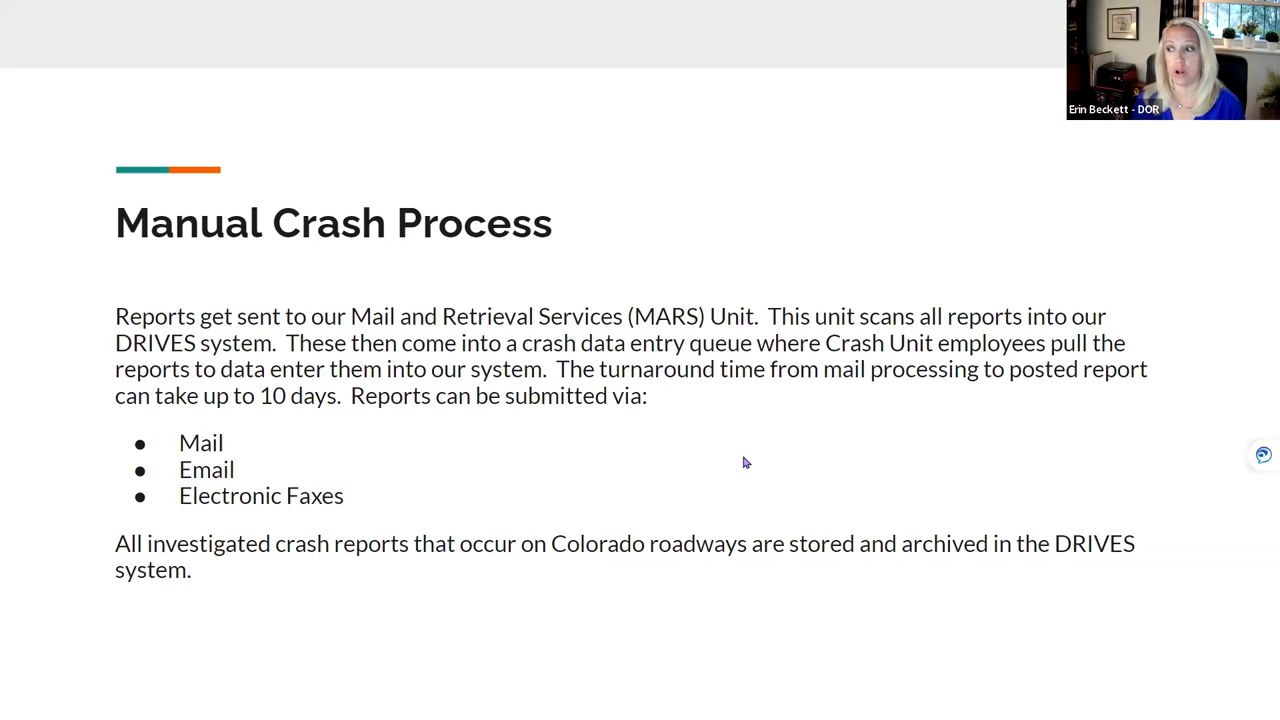 Erin Beckett - DOR
Manual Crash Process
Reports get sent to our Mail and Retrieval Services (MARS) Unit.  This unit scans all reports into our
DRIVES system.  These then come into a crash data entry queue where Crash Unit employees pull the
reports to data enter them into our system.  The turnaround time from mail processing to posted report
can take up to 10 days.  Reports can be submitted via:
● Mail
● Email
● Electronic Faxes
All investigated crash reports that occur on Colorado roadways are stored and archived in the DRIVES
system.